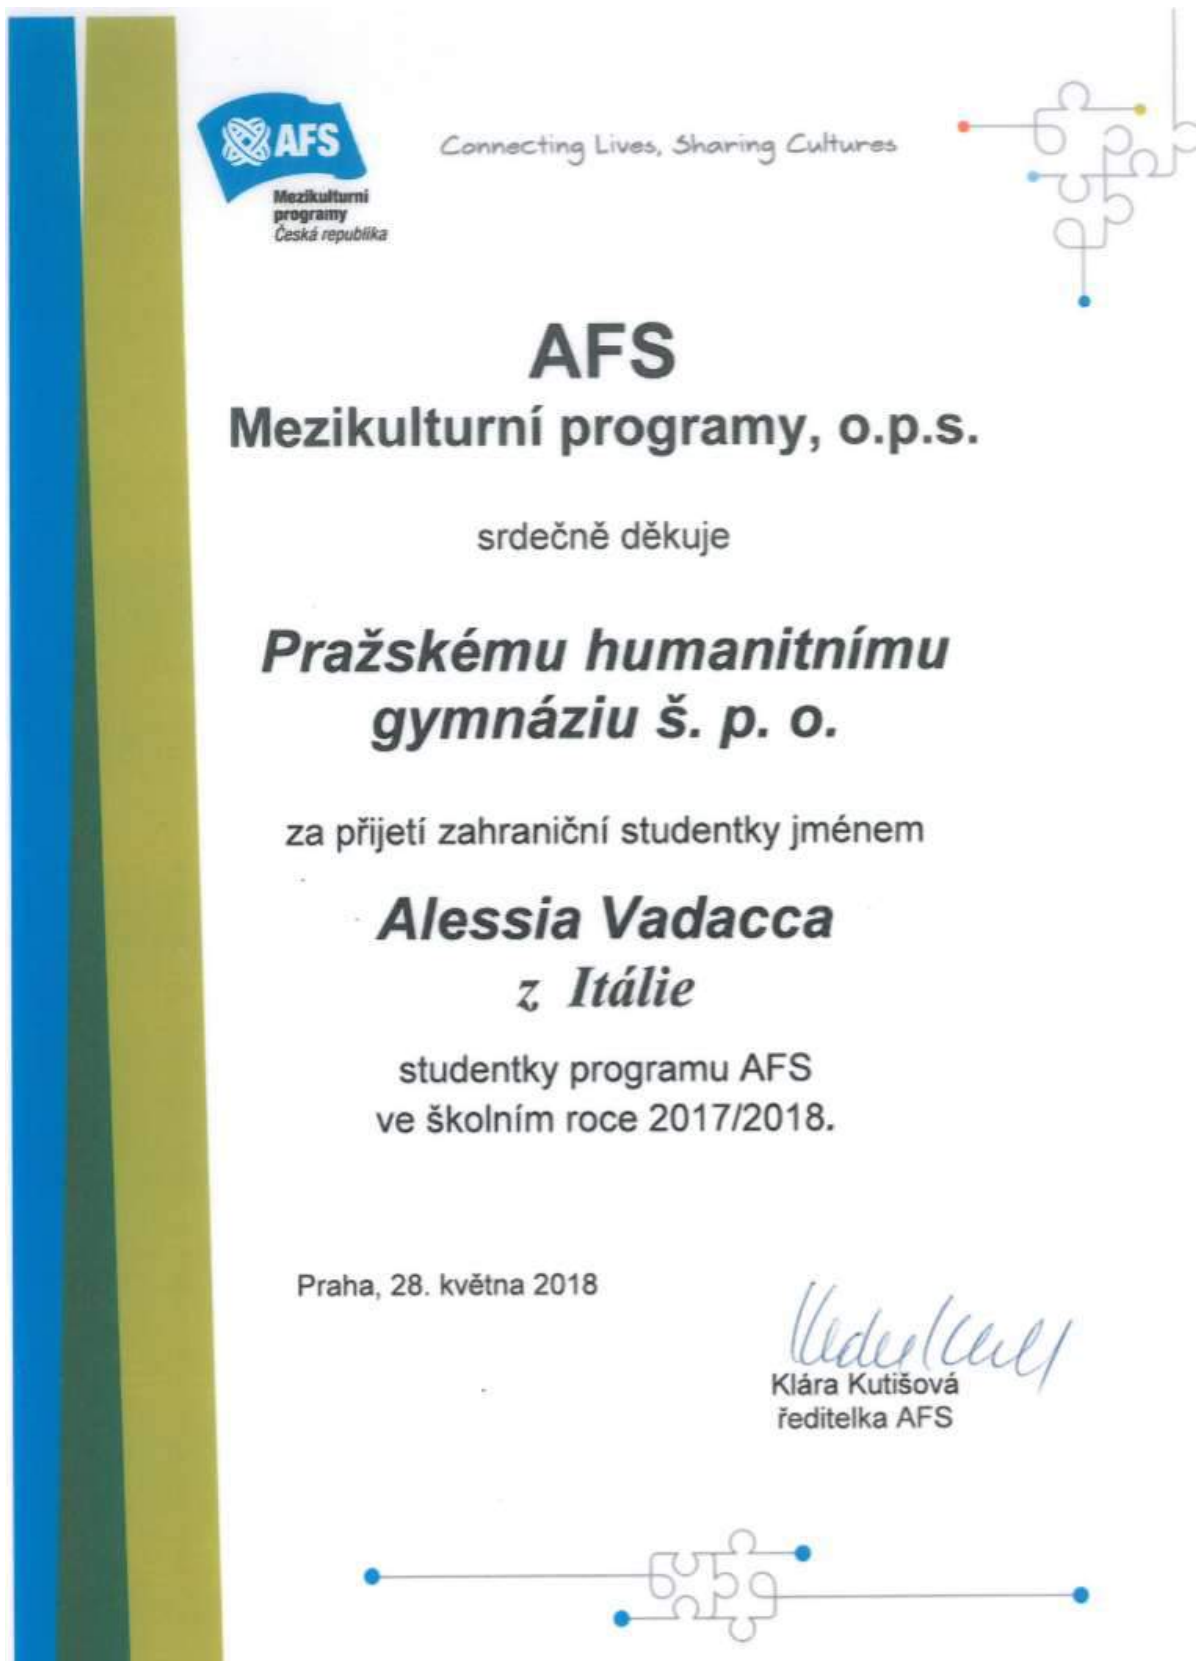 AFS
Mezikulturní
programy
Česká republika
Connecting Lives, Sharing Cultures
AFS
Mezikulturní programy, o.p.s.
srdečně děkuje
Pražskému humanitnímu
gymnáziu š. p. o.
za přijetí zahraniční studentky jménem
Alessia Vadacca
z Itálie
studentky programu AFS
ve školním roce 2017/2018.
Praha, 28. května 2018
Klára Kutišová
ředitelka AFS